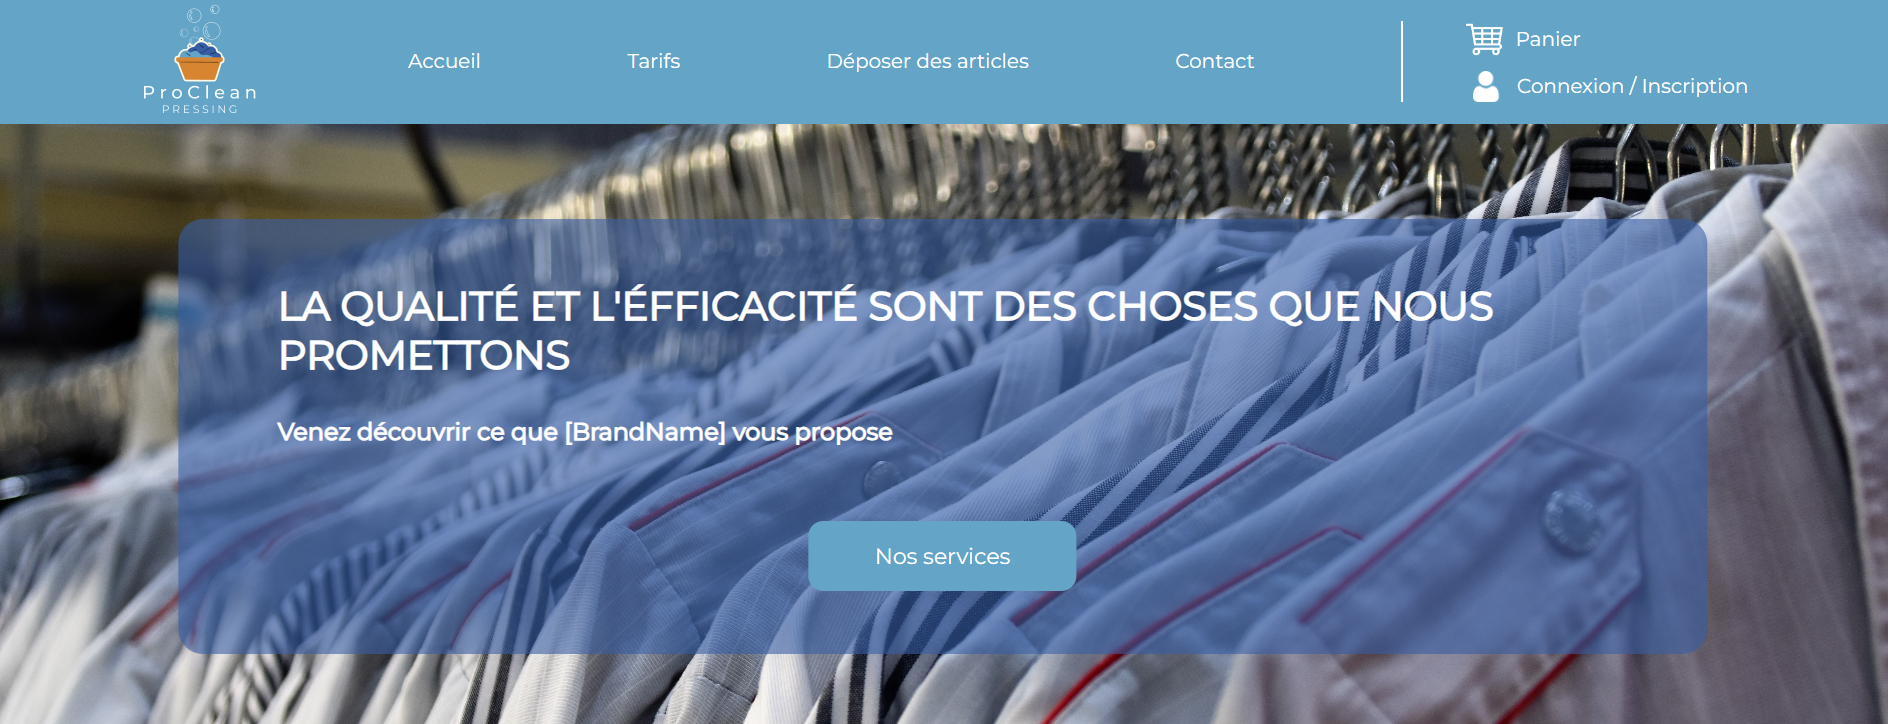 ProClean
PRESSING
Accueil
Tarifs
Déposer des articles
Contact
Panier
Connexion / Inscription
LA QUALITÉ ET L'ÉFFICACITÉ SONT DES CHOSES QUE NOUS
PROMETTONS
Venez découvrir ce que [BrandName] vous propose
Nos services